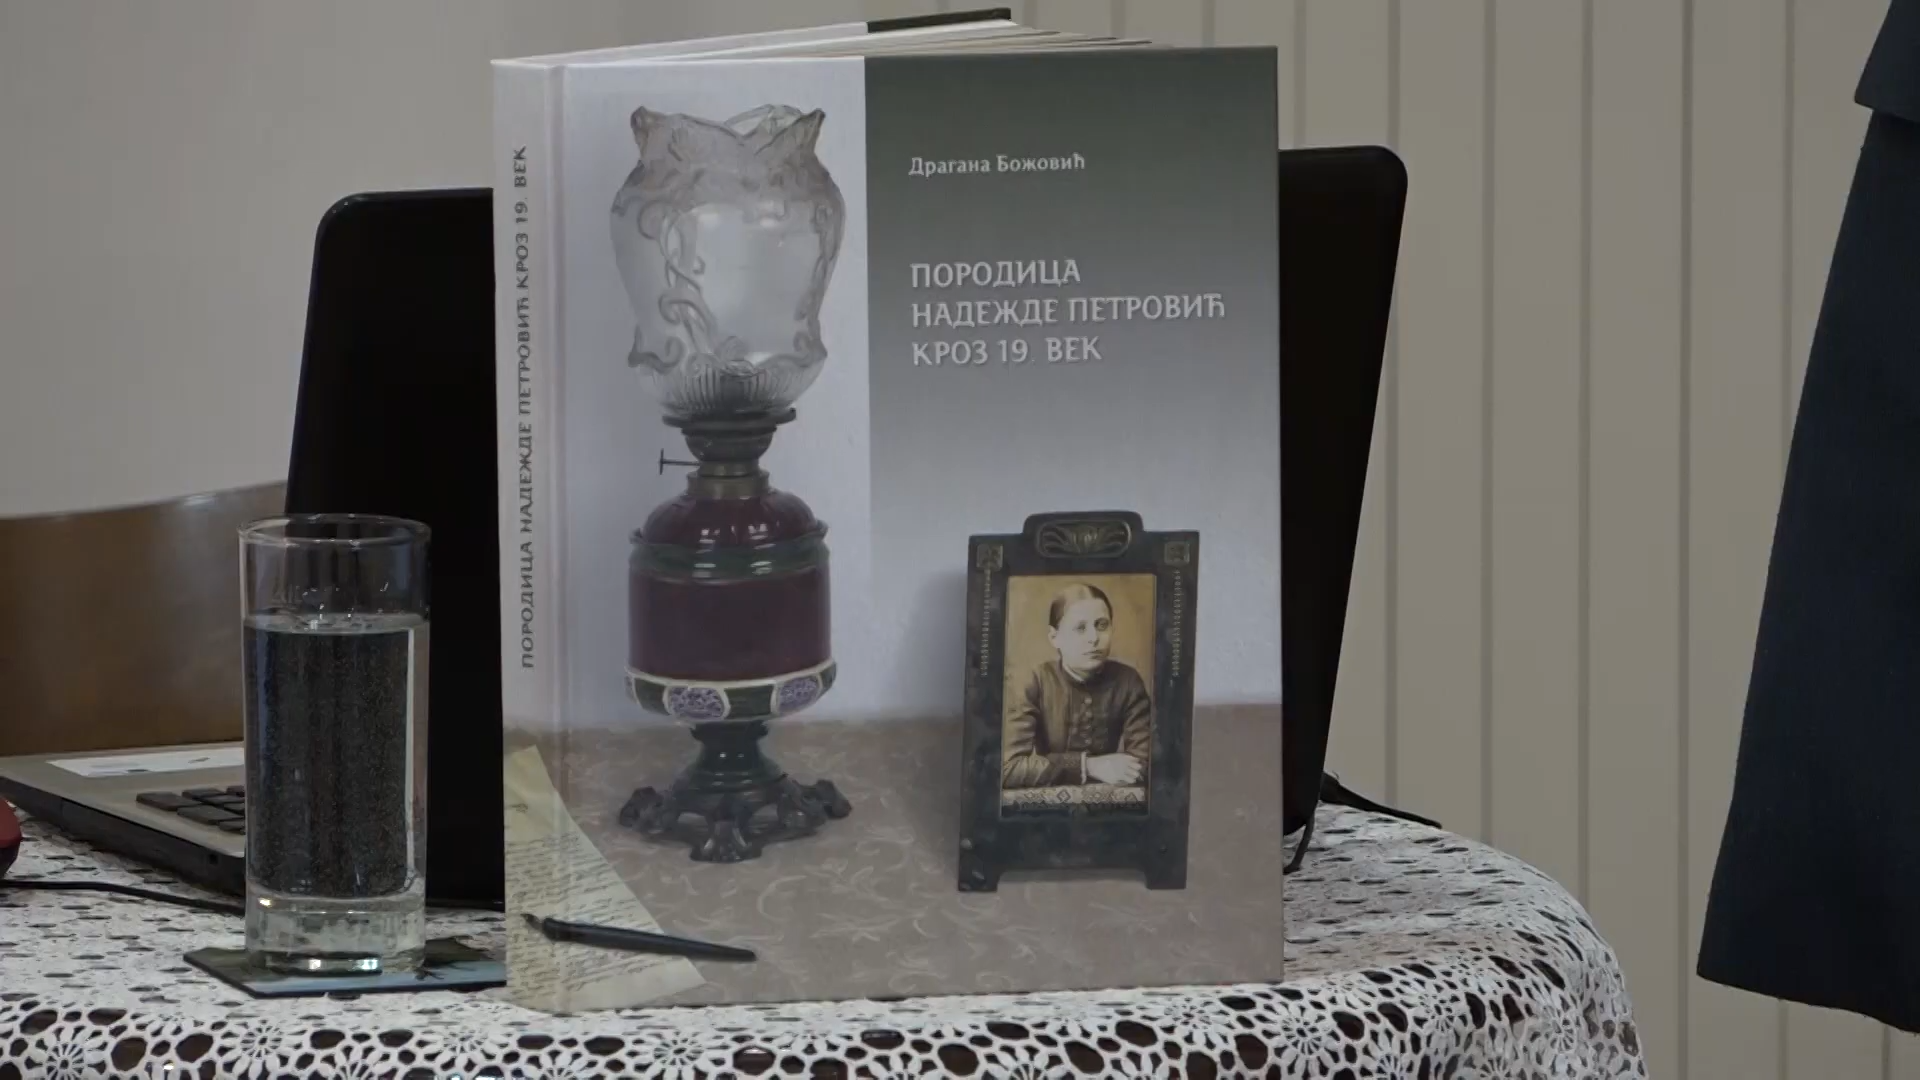 ПОРОДИЦА НАДЕЖДЕ ПЕТРОВИЋ КРОЗ 19. ВЕК
Драгана Божовић
ПОРОДИЦА
НАДЕЖДЕ ПЕТРОВИЋ
КРОЗ 19. ВЕК